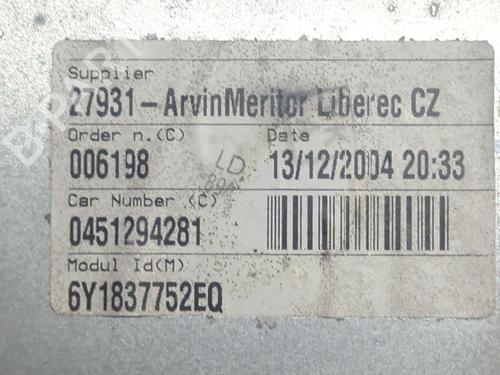 Supplier
27931-ArvinMeritor Liberec CZ
Order n.(C) Date
006198 13/12/2004 20:33
LD
Car Number (C)
0451294281
Modul Id(M)
6Y1837752EQ